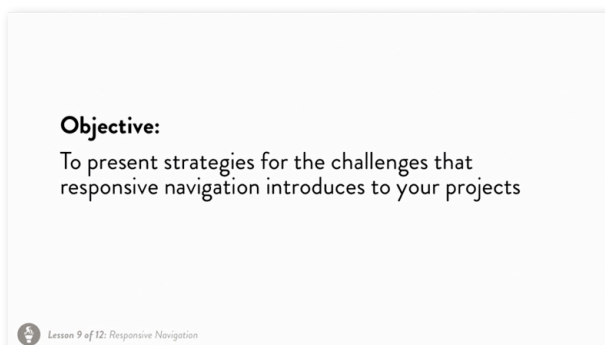 Objective:
To present strategies for the challenges that
responsive navigation introduces to your projects
Lesson 9 of 12: Responsive Navigation